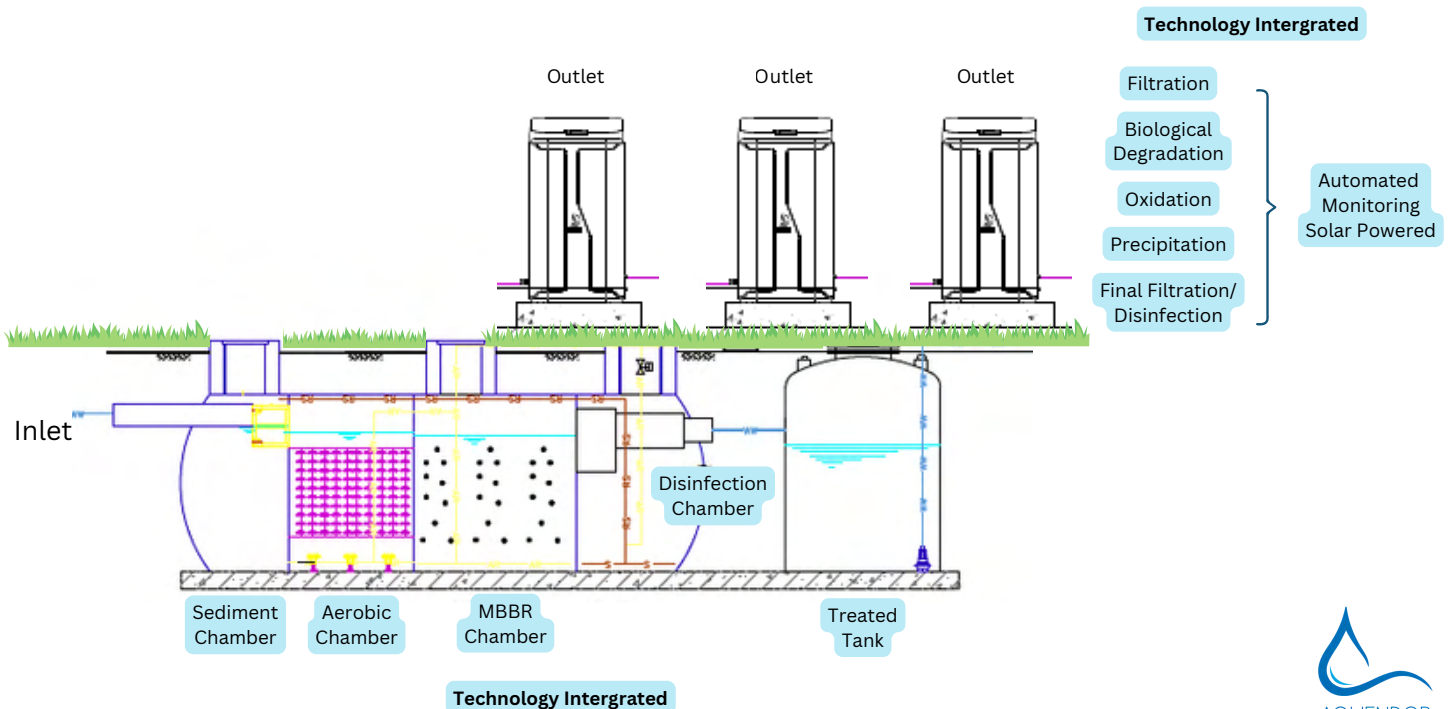 Technology Intergrated
Outlet
Outlet
Outlet
Filtration
Biological
Degradation
Oxidation
Precipitation
Final Filtration/
Disinfection
Automated
Monitoring
Solar Powered
Inlet
Disinfection
Chamber
Sediment
Chamber
Aerobic
Chamber
MBBR
Chamber
Treated
Tank
Technology Intergrated